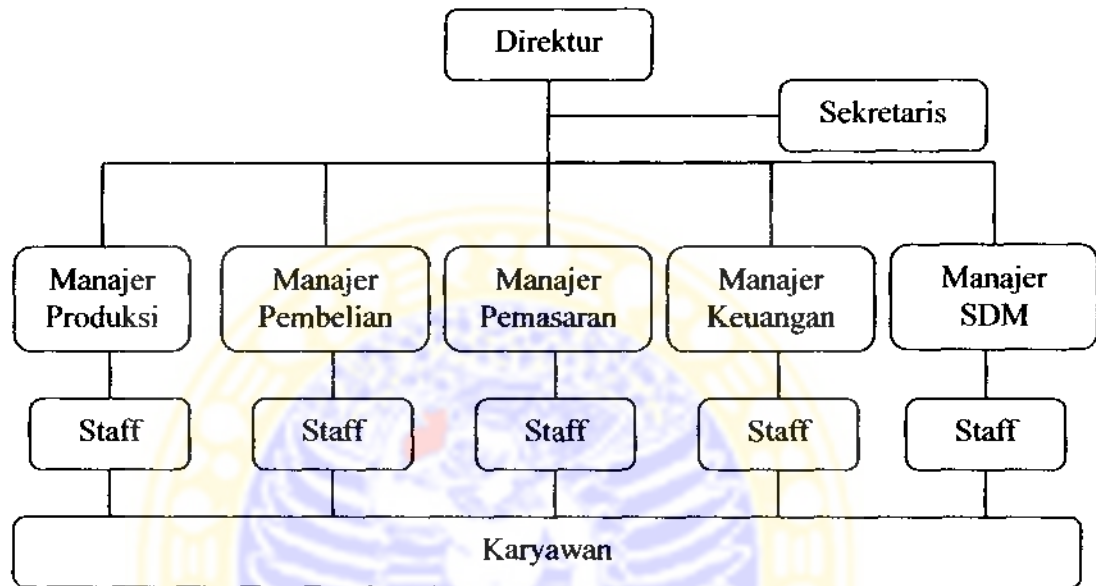 Direktur
Sekretaris
Manajer
Produksi
Manajer
Pembelian
Manajer
Pemasaran
Manajer
Keuangan
Manajer
SDM
Staff
Staff
Staff
Staff
Staff
Karyawan